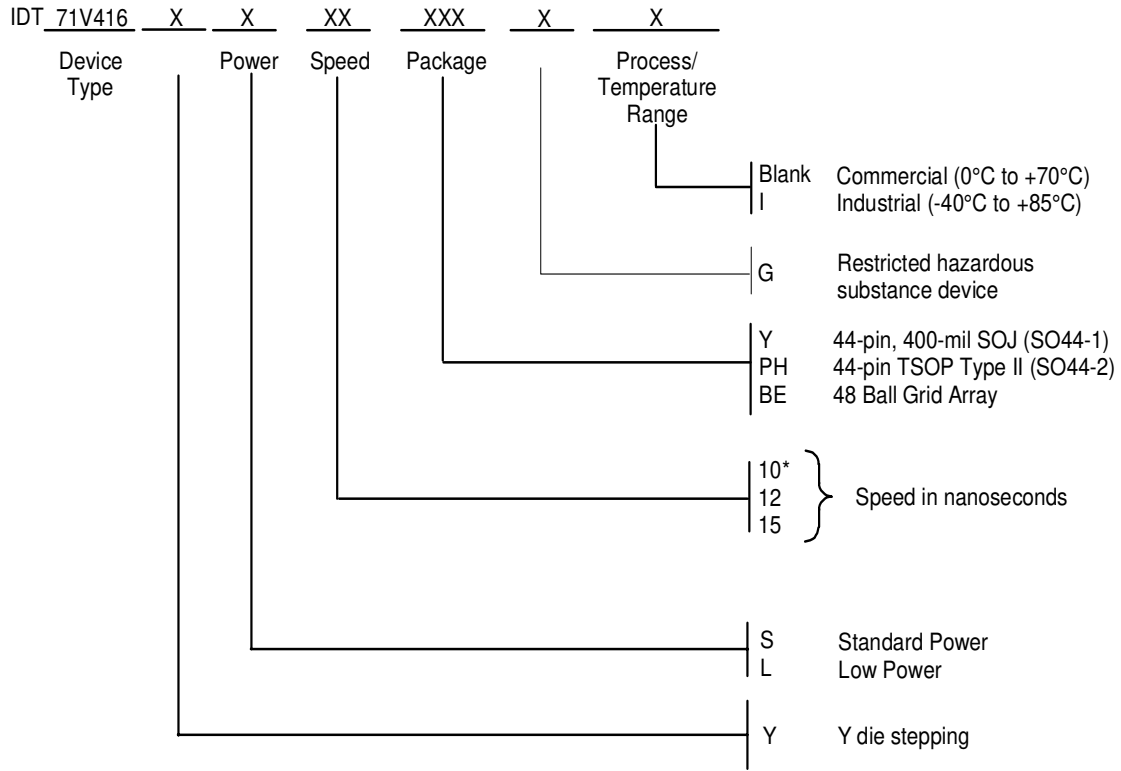 IDT 71V416 X X XX XXX X X
Device Type
Power
Speed
Package
Process/
Temperature
Range
Blank Commercial (0°C to +70°C)
I Industrial (-40°C to +85°C)
G Restricted hazardous
substance device
Y 44-pin, 400-mil SOJ (SO44-1)
PH 44-pin TSOP Type II (SO44-2)
BE 48 Ball Grid Array
10*
12 Speed in nanoseconds
15
S Standard Power
L Low Power
Y Y die stepping